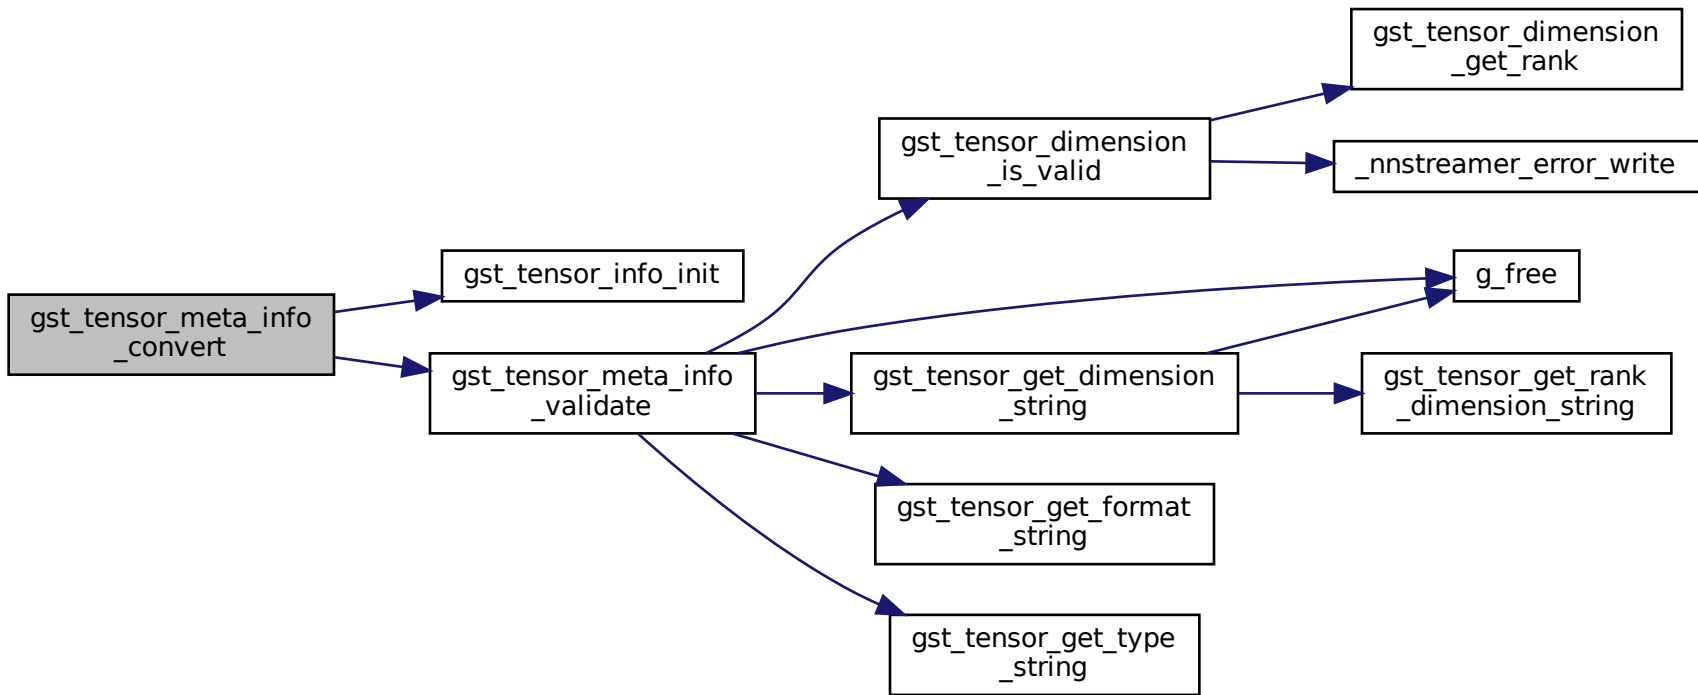 gst_tensor_meta_info
_convert
gst_tensor_info_init
gst_tensor_meta_info
_validate
gst_tensor_dimension
_is_valid
gst_tensor_dimension
_get_rank
_nnstreamer_error_write
g_free
gst_tensor_get_dimension
_string
gst_tensor_get_rank
_dimension_string
gst_tensor_get_format
_string
gst_tensor_get_type
_string